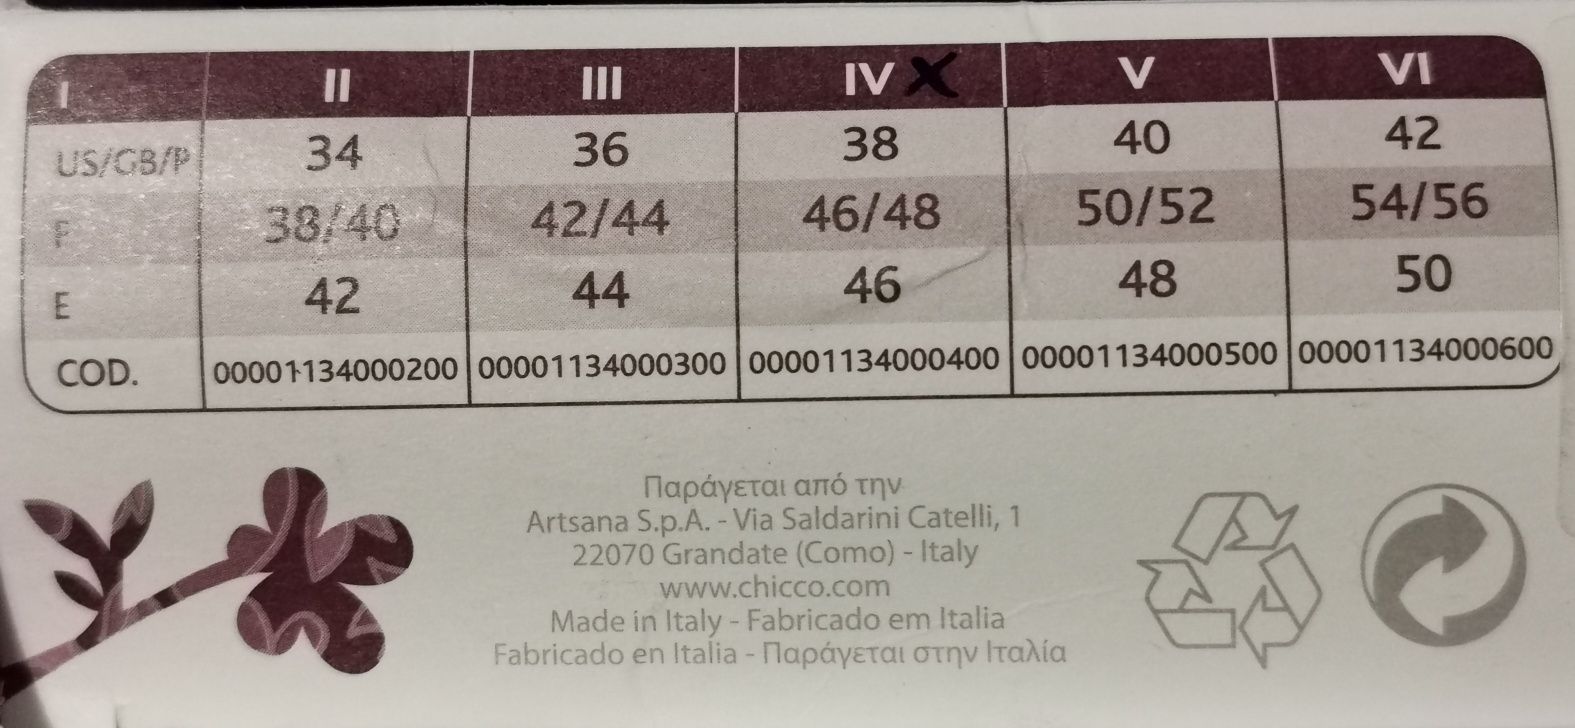 I II III IV X V VI
US/GB/P 34 36 38 40 42
F 38/40 42/44 46/48 50/52 54/56
E 42 44 46 48 50
COD. 00001134000200 00001134000300 00001134000400 00001134000500 00001134000600
Παράγεται από την
Artsana S.p.A. - Via Saldarini Catelli, 1
22070 Grandate (Como) - Italy
www.chicco.com
Made in Italy - Fabricado em Italia
Fabricado en Italia - Παράγεται στην Ιταλία